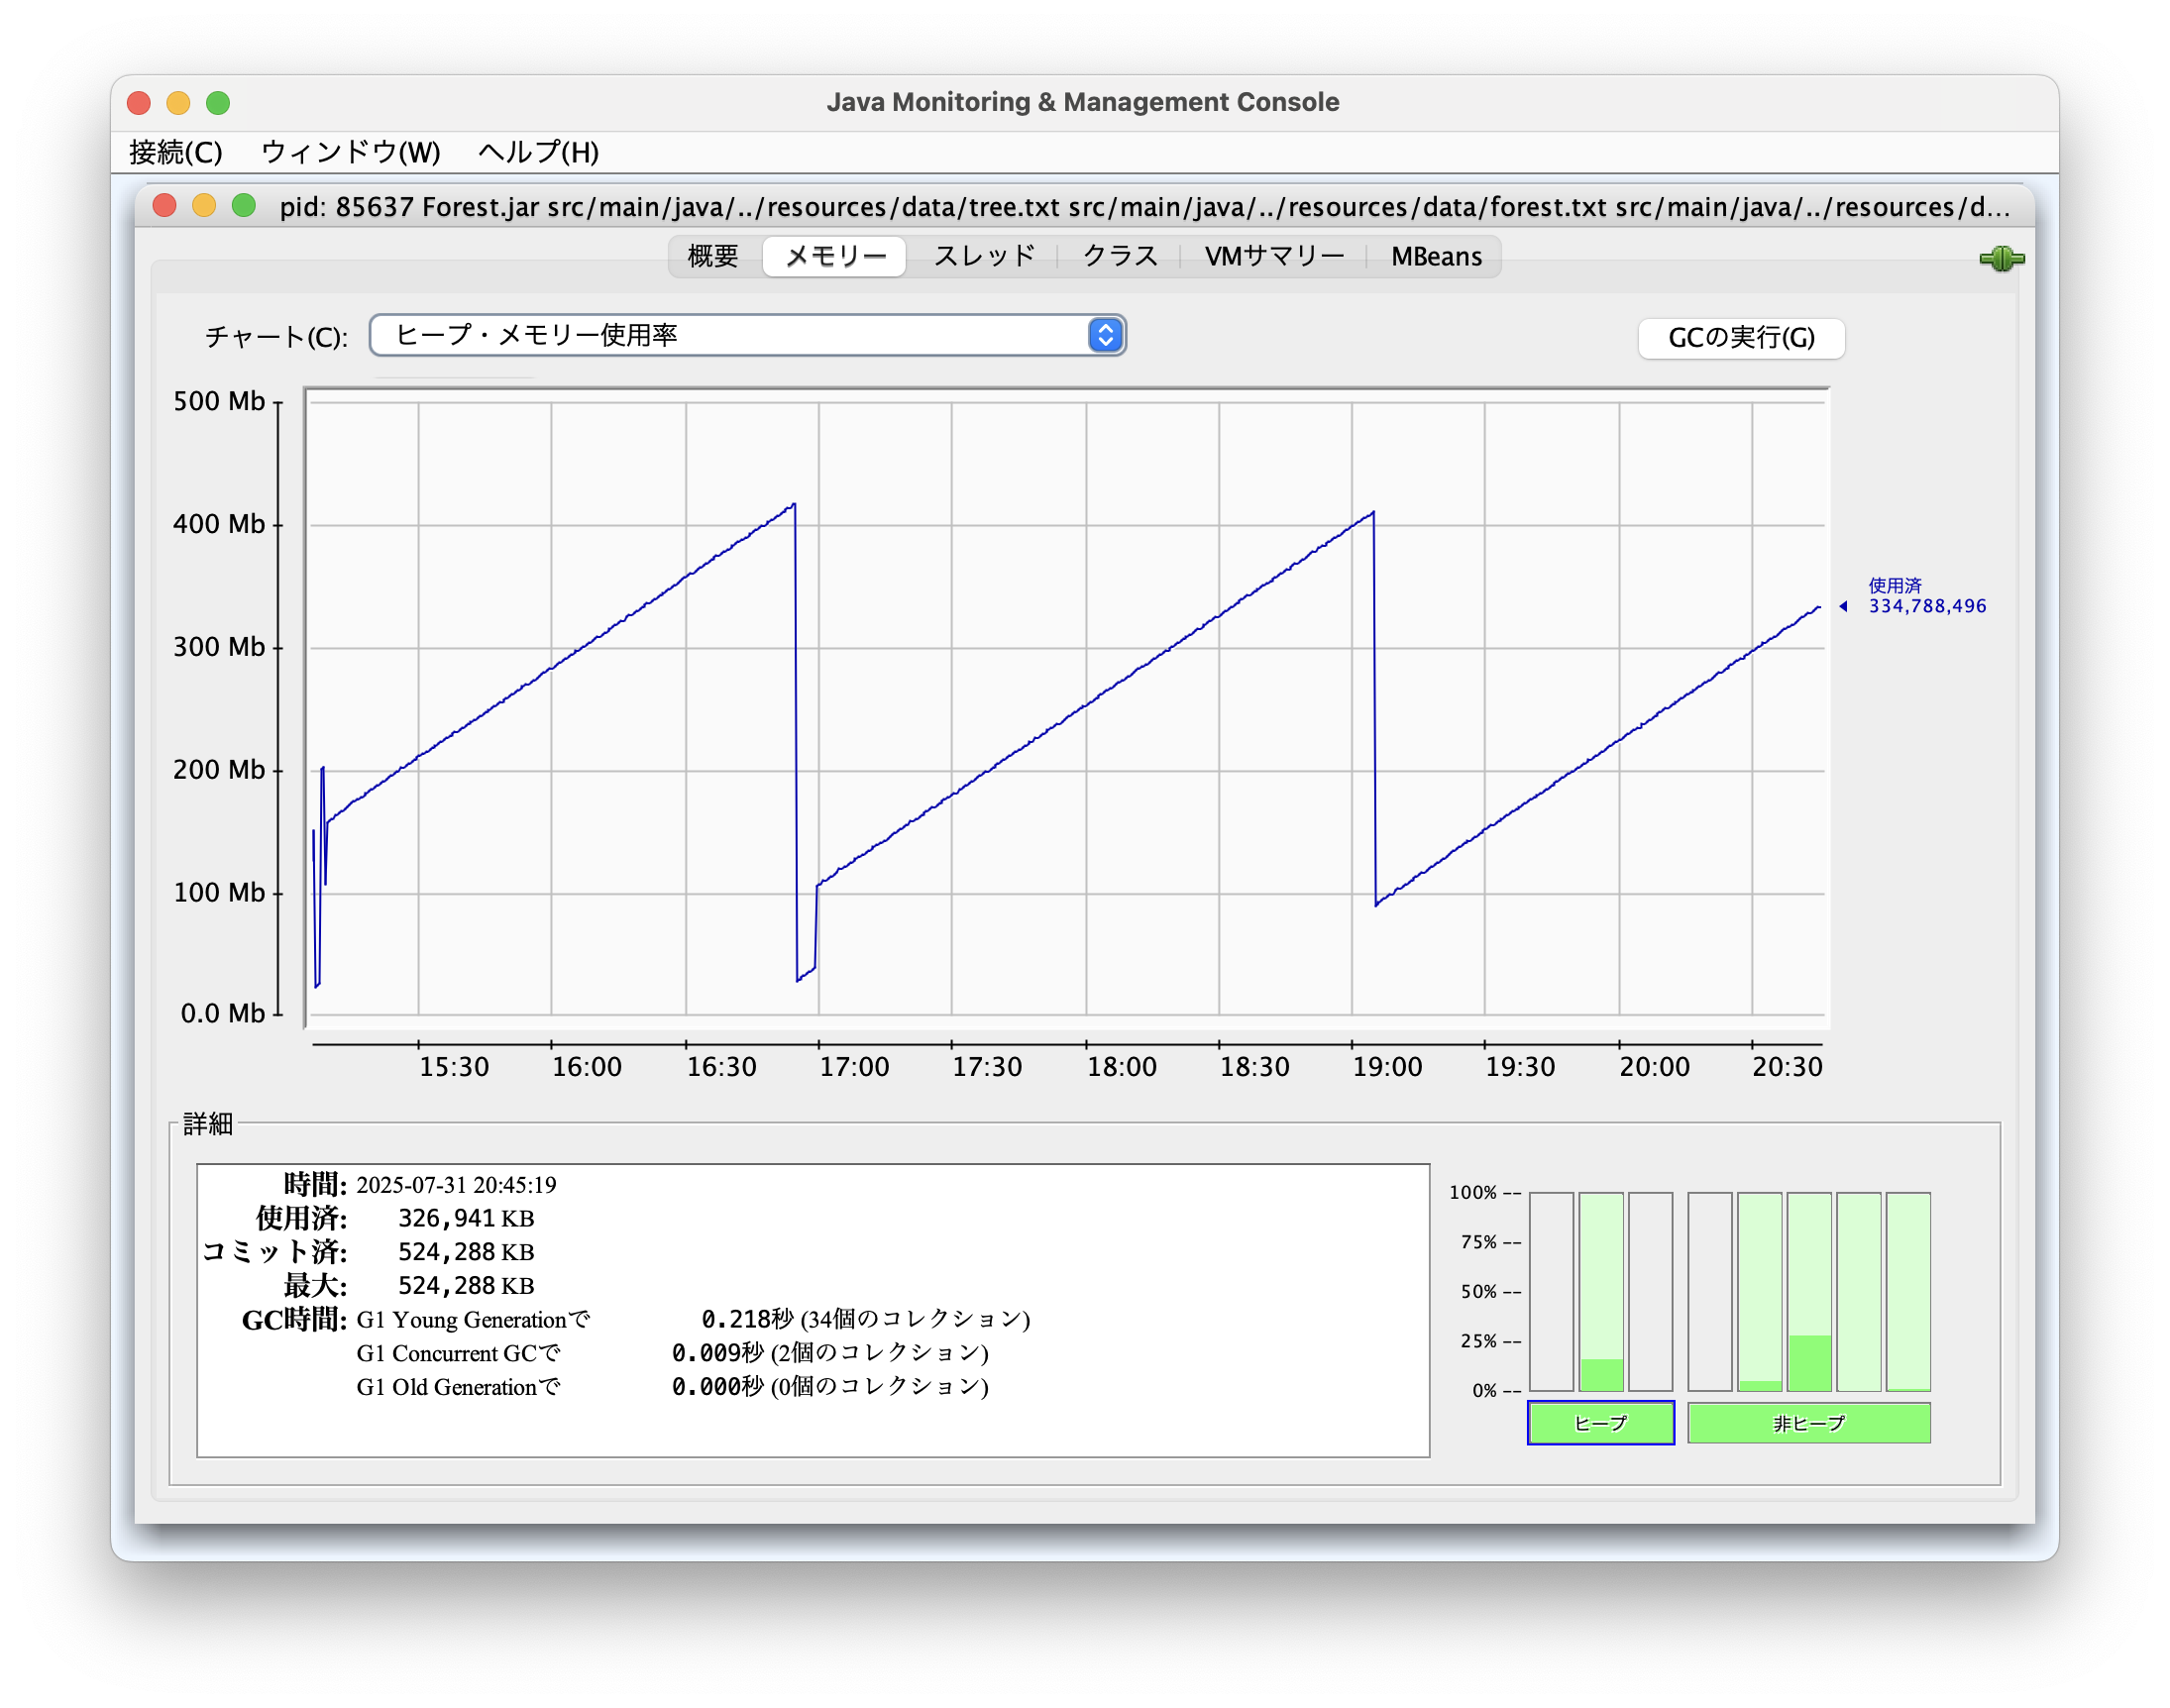 Java Monitoring & Management Console
接続(C) ウィンドウ(W) ヘルプ(H)
pid: 85637 Forest.jar src/main/java/../resources/data/tree.txt src/main/java/../resources/data/forest.txt src/main/java/../resources/d...
概要 メモリー スレッド クラス VMサマリー MBeans
チャート(C): ヒープ・メモリー使用率 GCの実行(G)
500 Mb
400 Mb
300 Mb
200 Mb
100 Mb
0.0 Mb
使用済
334,788,496
15:30 16:00 16:30 17:00 17:30 18:00 18:30 19:00 19:30 20:00 20:30
詳細
時間: 2025-07-31 20:45:19
使用済: 326,941 KB
コミット済: 524,288 KB
最大: 524,288 KB
GC時間: G1 Young Generationで 0.218秒 (34個のコレクション)
G1 Concurrent GCで 0.009秒 (2個のコレクション)
G1 Old Generationで 0.000秒 (0個のコレクション)
100% --
75% --
50% --
25% --
0% --
ヒープ 非ヒープ